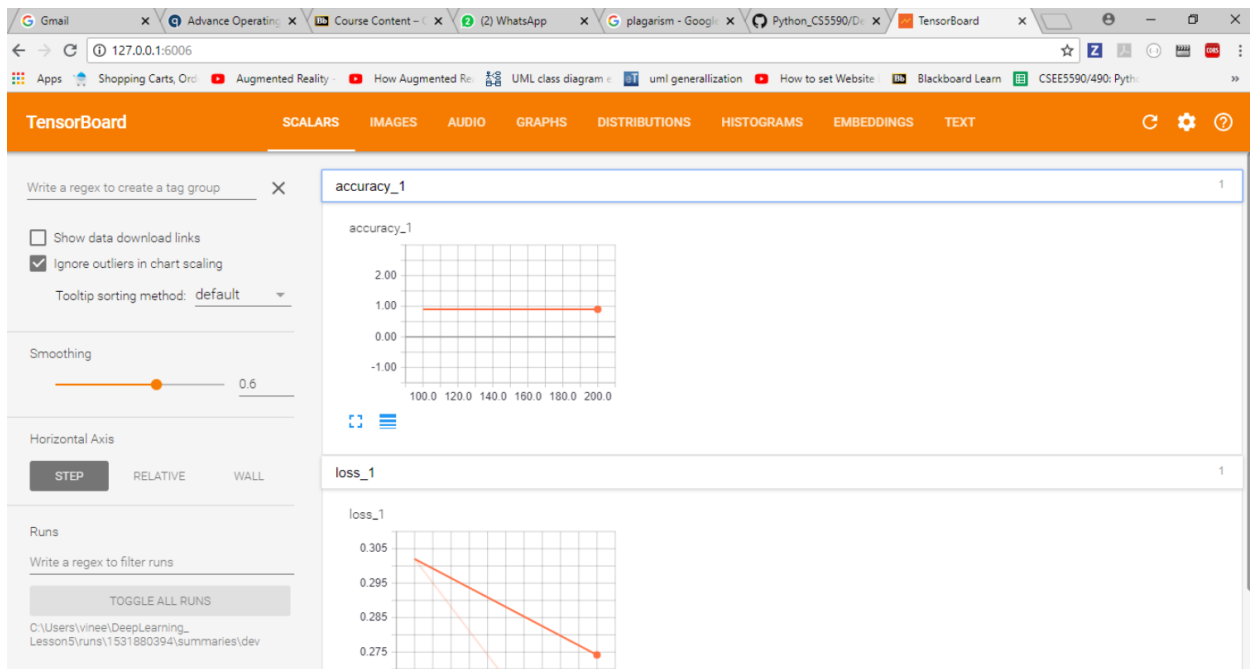 Gmail
Advance Operating
Course Content – C
(2) WhatsApp
plagarism - Google
Python_CS5590/De
TensorBoard
127.0.0.1:6006
Apps
Shopping Carts, Ord
Augmented Reality -
How Augmented Re
UML class diagram e
uml generallization
How to set Website
Blackboard Learn
CSEE5590/490: Pyth
TensorBoard
SCALARS IMAGES AUDIO GRAPHS DISTRIBUTIONS HISTOGRAMS EMBEDDINGS TEXT
Write a regex to create a tag group
Show data download links
Ignore outliers in chart scaling
Tooltip sorting method: default
Smoothing
0.6
Horizontal Axis
STEP RELATIVE WALL
Runs
Write a regex to filter runs
TOGGLE ALL RUNS
C:\Users\vinee\DeepLearning_
Lesson5\runs\1531880394\summaries\dev
accuracy_1 1
accuracy_1
2.00
1.00
0.00
-1.00
100.0 120.0 140.0 160.0 180.0 200.0
loss_1 1
loss_1
0.305
0.295
0.285
0.275